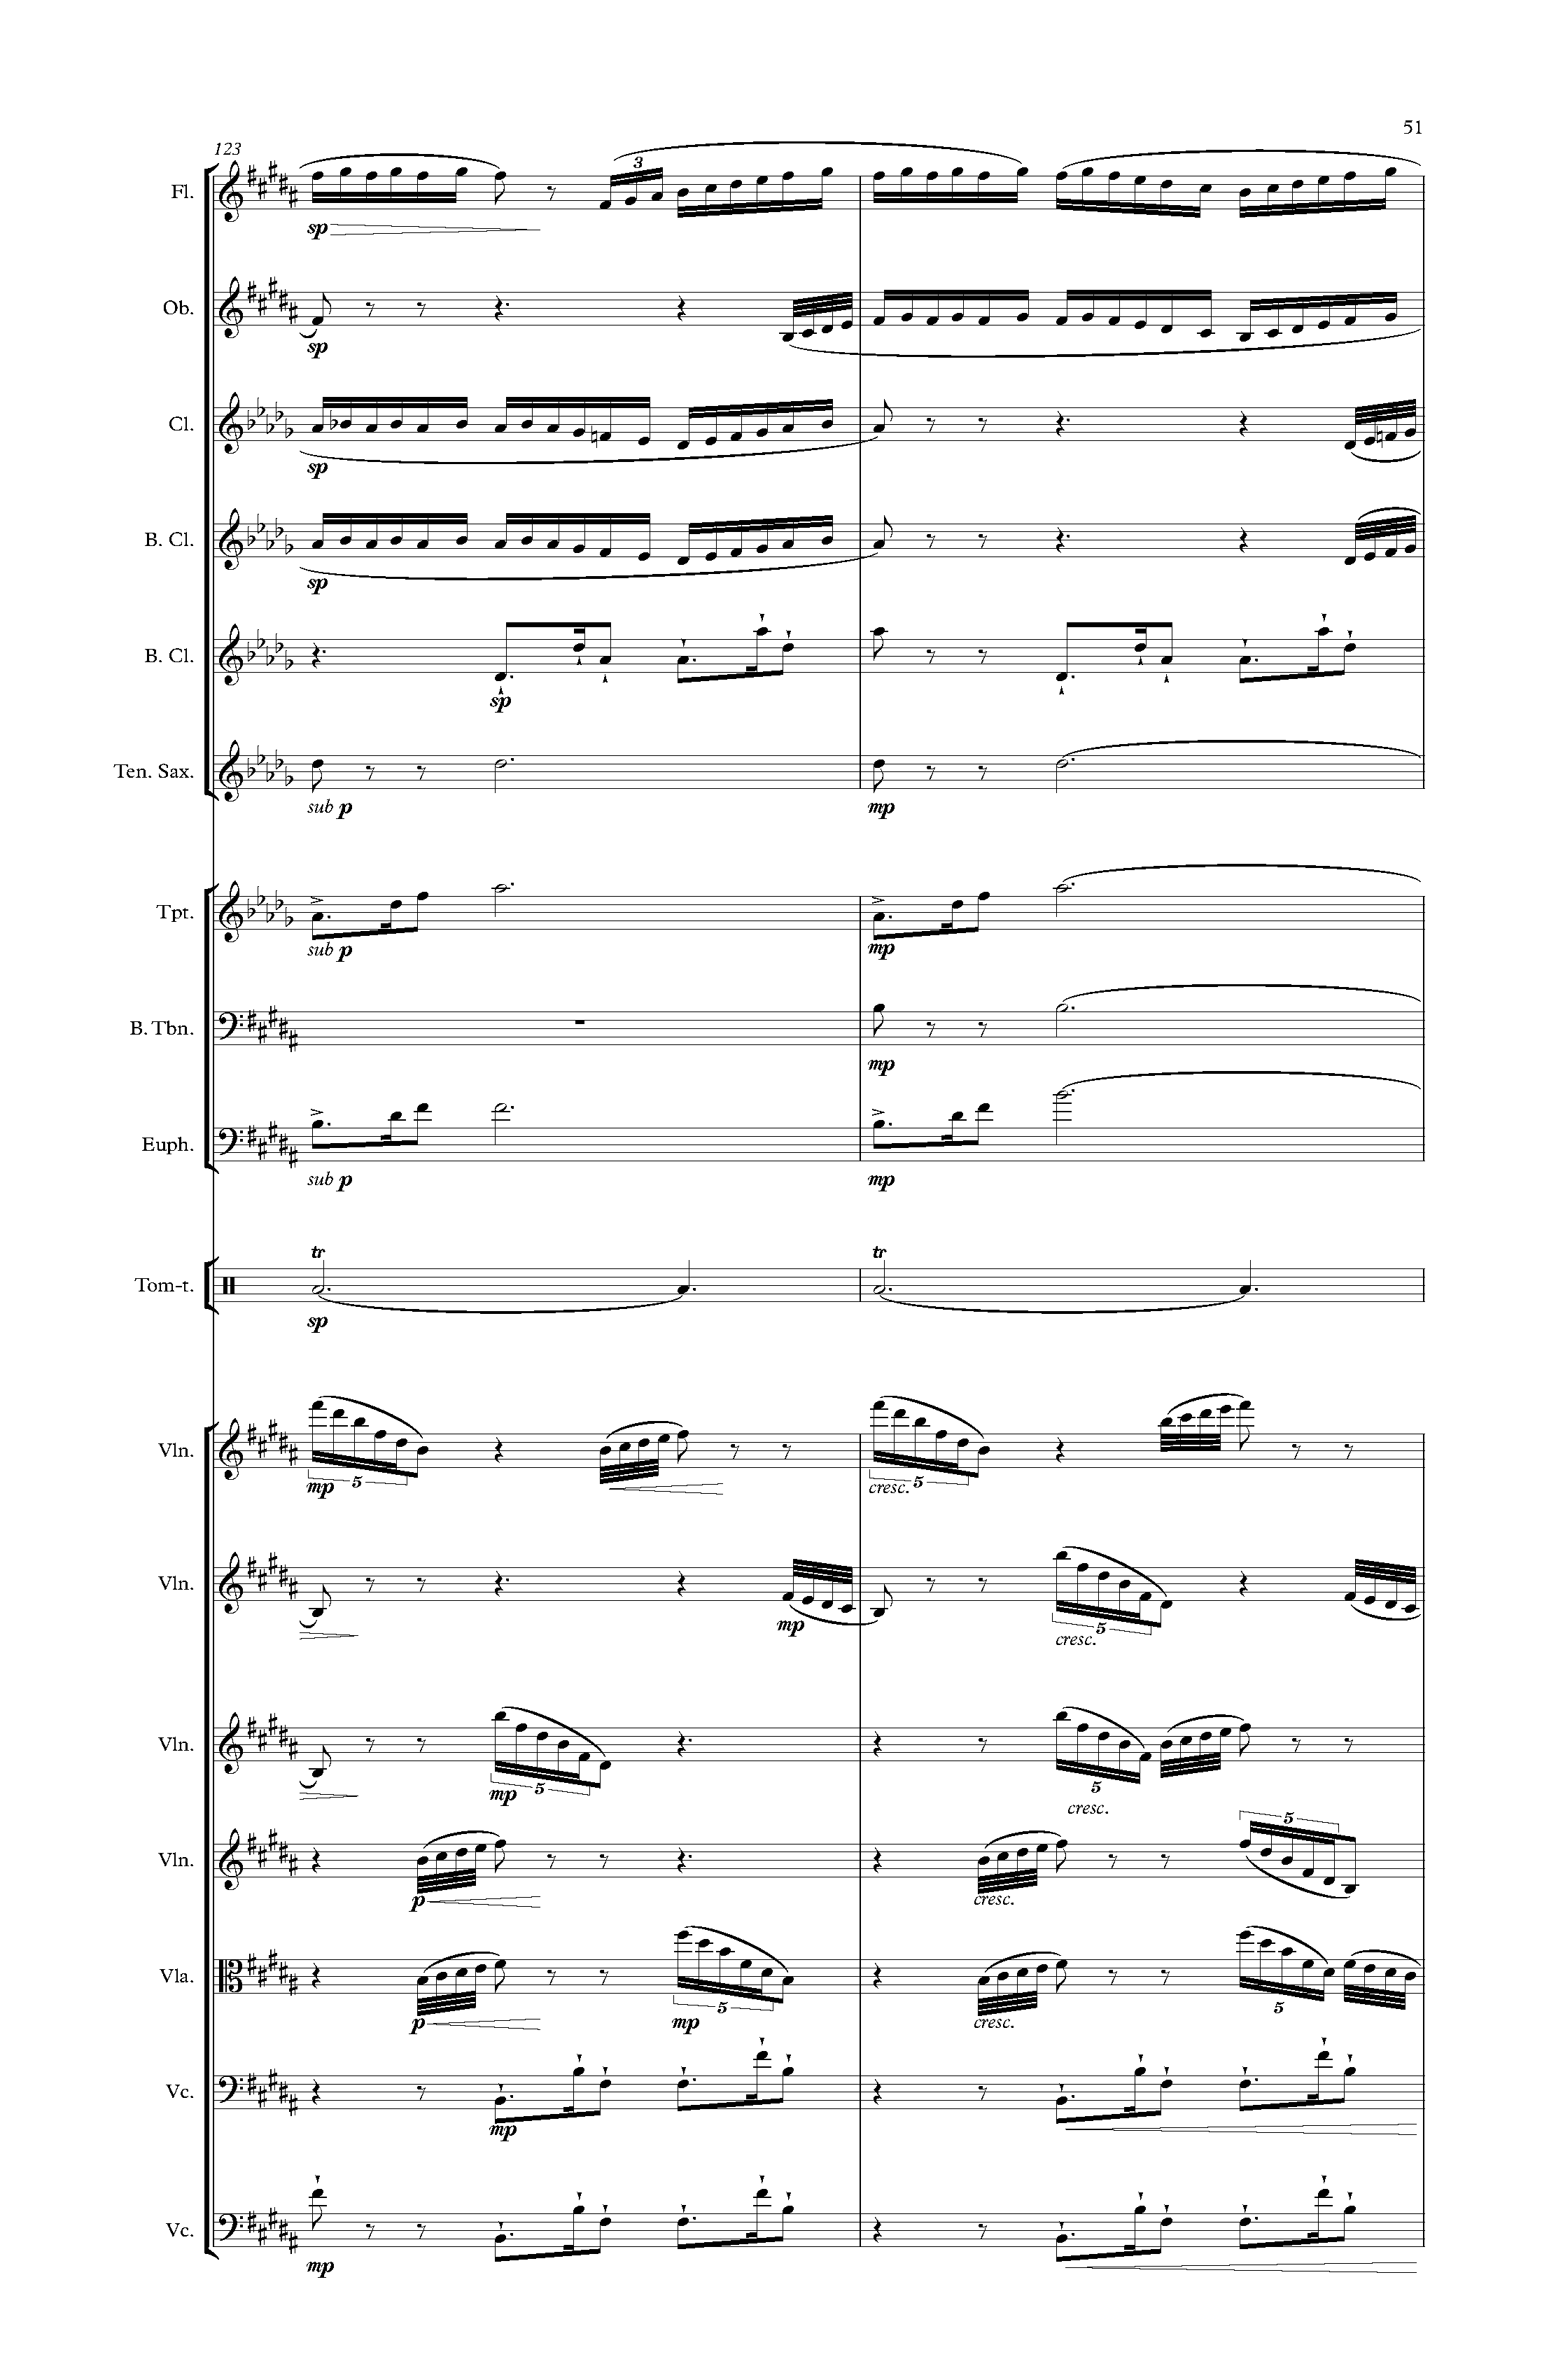 51
123
Fl.
3
sp
Ob.
sp
Cl.
sp
B. Cl.
sp
B. Cl.
sp
Ten. Sax.
sub p mp
Tpt.
sub p mp
B. Tbn.
mp
Euph.
sub p mp
tr tr
Tom-t.
sp
Vln.
5 5
mp cresc.
Vln.
mp 5
cresc.
Vln.
5 5
mp
cresc.
5
Vln.
p cresc.
Vla.
5 5
p mp cresc.
Vc.
mp
Vc.
mp